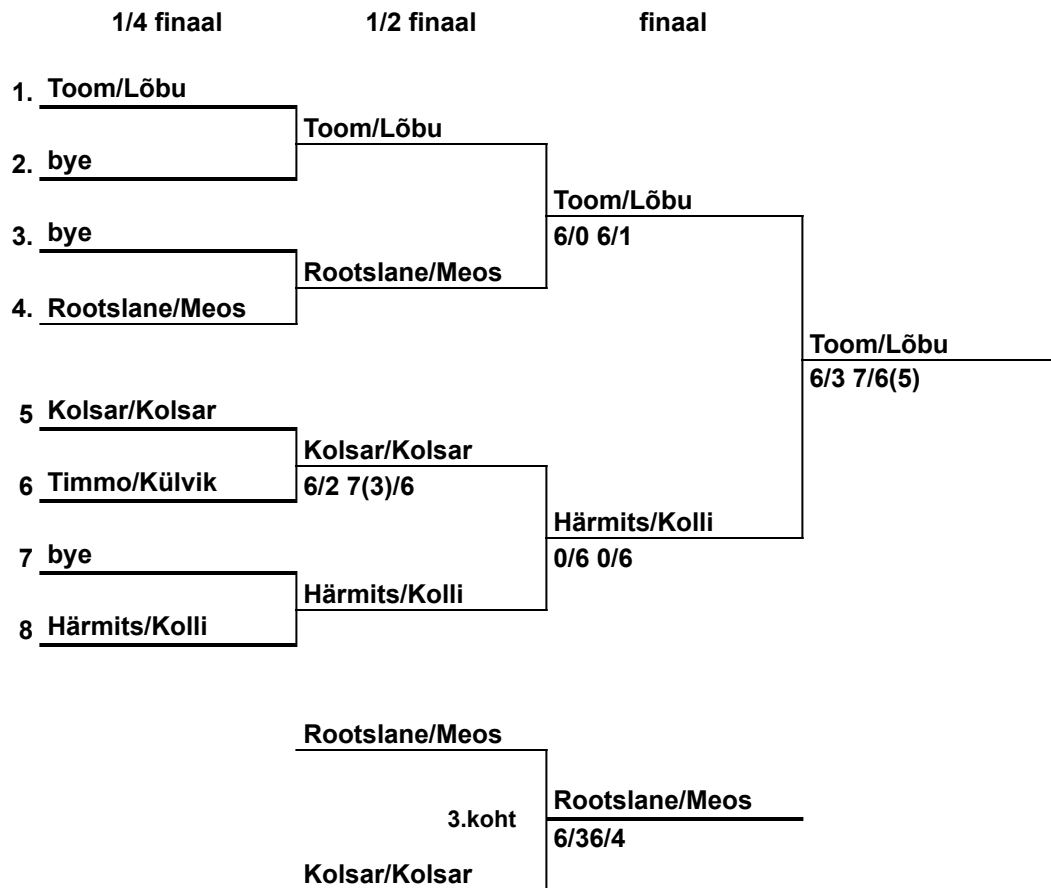 1/4 finaal 1/2 finaal finaal
1. Toom/Lõbu
Toom/Lõbu
2. bye
Toom/Lõbu
3. bye
6/0 6/1
Rootslane/Meos
4. Rootslane/Meos
Toom/Lõbu
6/3 7/6(5)
5 Kolsar/Kolsar
Kolsar/Kolsar
6 Timmo/Külvik
6/2 7(3)/6
Härmits/Kolli
7 bye
0/6 0/6
Härmits/Kolli
8 Härmits/Kolli
Rootslane/Meos
Rootslane/Meos
3.koht
6/36/4
Kolsar/Kolsar